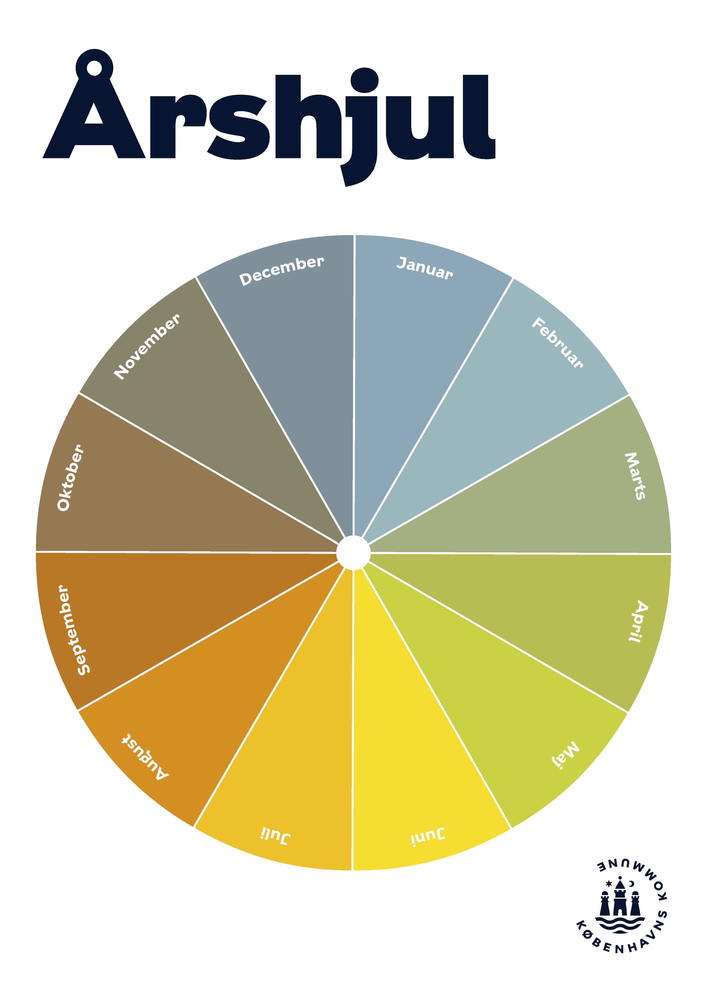 Årshjul
Januar
Februar
Marts
April
Maj
Juni
Juli
August
September
Oktober
November
December
KØBENHAVNS KOMMUNE